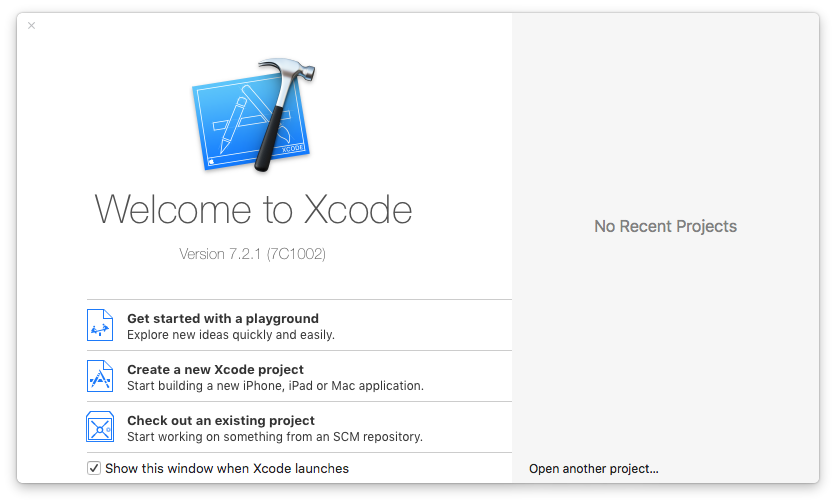 XCODE
Welcome to Xcode
Version 7.2.1 (7C1002)
No Recent Projects
Get started with a playground
Explore new ideas quickly and easily.
Create a new Xcode project
Start building a new iPhone, iPad or Mac application.
Check out an existing project
Start working on something from an SCM repository.
Show this window when Xcode launches
Open another project...